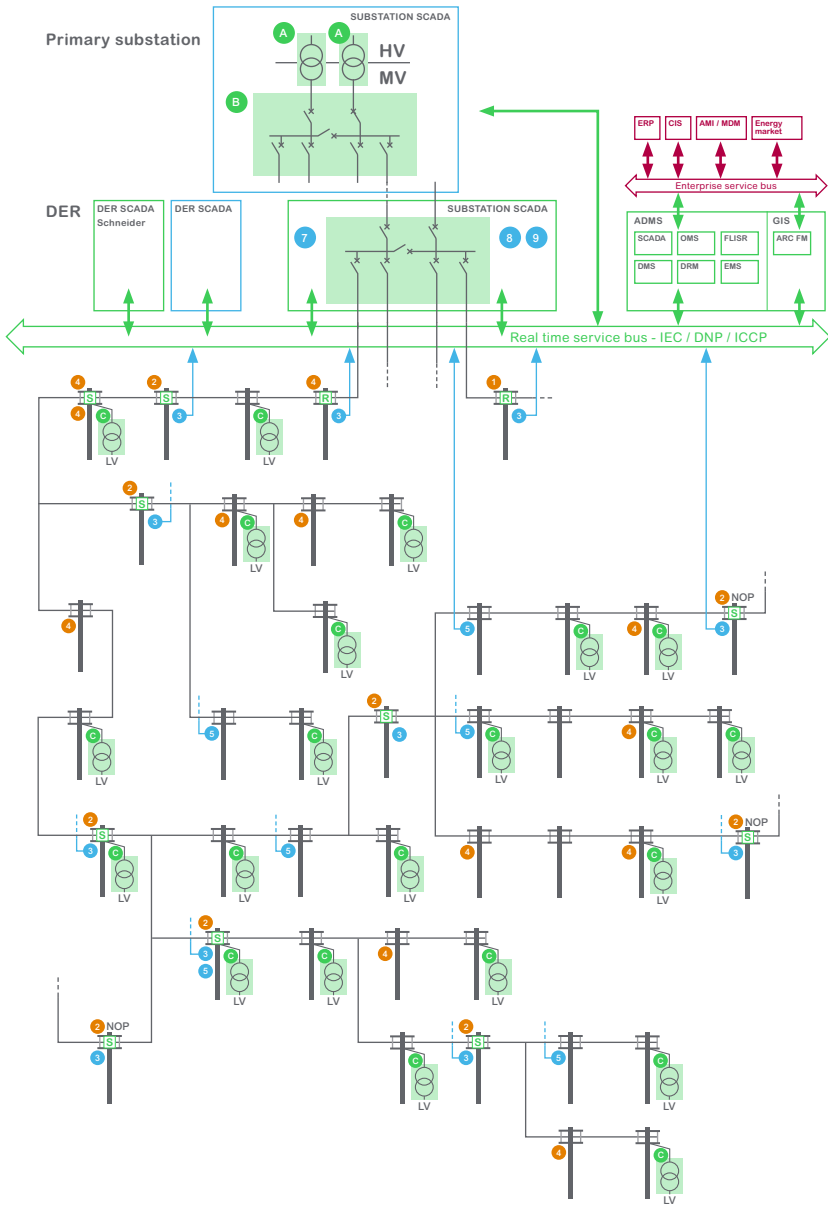 SUBSTATION SCADA
Primary substation
A
A
HV
MV
B
ERP
CIS
AMI / MDM
Energy
market
Enterprise service bus
DER
DER SCADA
Schneider
DER SCADA
SUBSTATION SCADA
7
8
9
ADMS
GIS
SCADA
OMS
FLISR
ARC FM
DMS
DRM
EMS
Real time service bus - IEC / DNP / ICCP
4
2
4
1
S
S
R
R
4
C
3
C
3
3
LV
LV
2
S
3
4
C
4
C
LV
LV
2 NOP
S
4
C
5
C
4
C
3
LV
LV
LV
2
S
C
5
C
3
5
C
4
C
C
LV
LV
LV
LV
LV
2
2 NOP
S
S
3
C
C
5
C
4
4
C
3
LV
LV
LV
LV
2
S
3
C
C
4
C
5
LV
LV
LV
2 NOP
2
S
S
3
C
3
5
C
LV
LV
4
C
LV